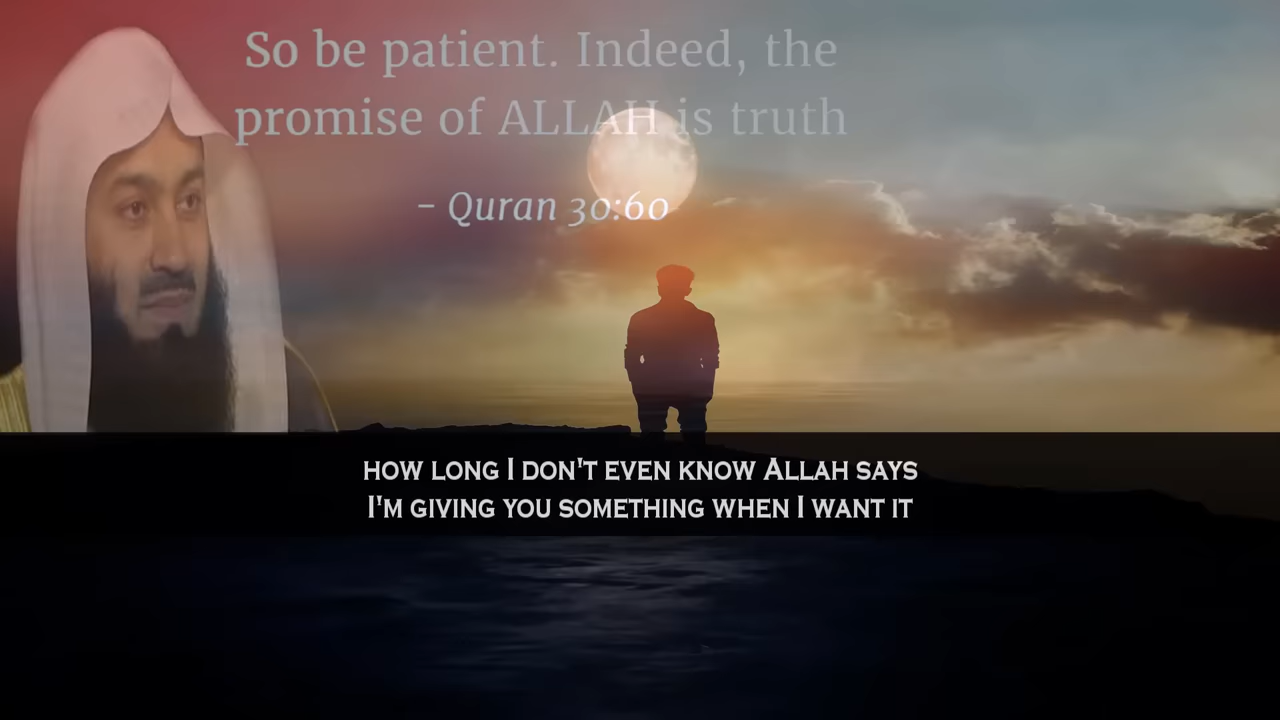 So be patient. Indeed, the
promise of ALLAH is truth
- Quran 30:60
HOW LONG I DON'T EVEN KNOW ALLAH SAYS
I'M GIVING YOU SOMETHING WHEN I WANT IT